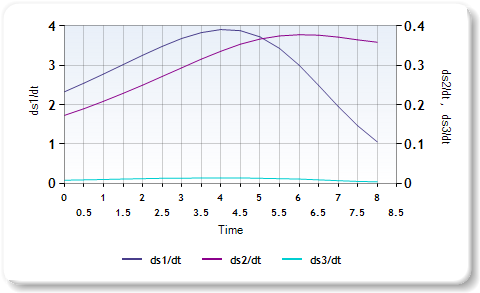 4
3
2
1
0
ds1/dt
0.4
0.3
0.2
0.1
0
ds2/dt , ds3/dt
0 1 2 3 4 5 6 7 8
0.5 1.5 2.5 3.5 4.5 5.5 6.5 7.5 8.5
Time
ds1/dt ds2/dt ds3/dt